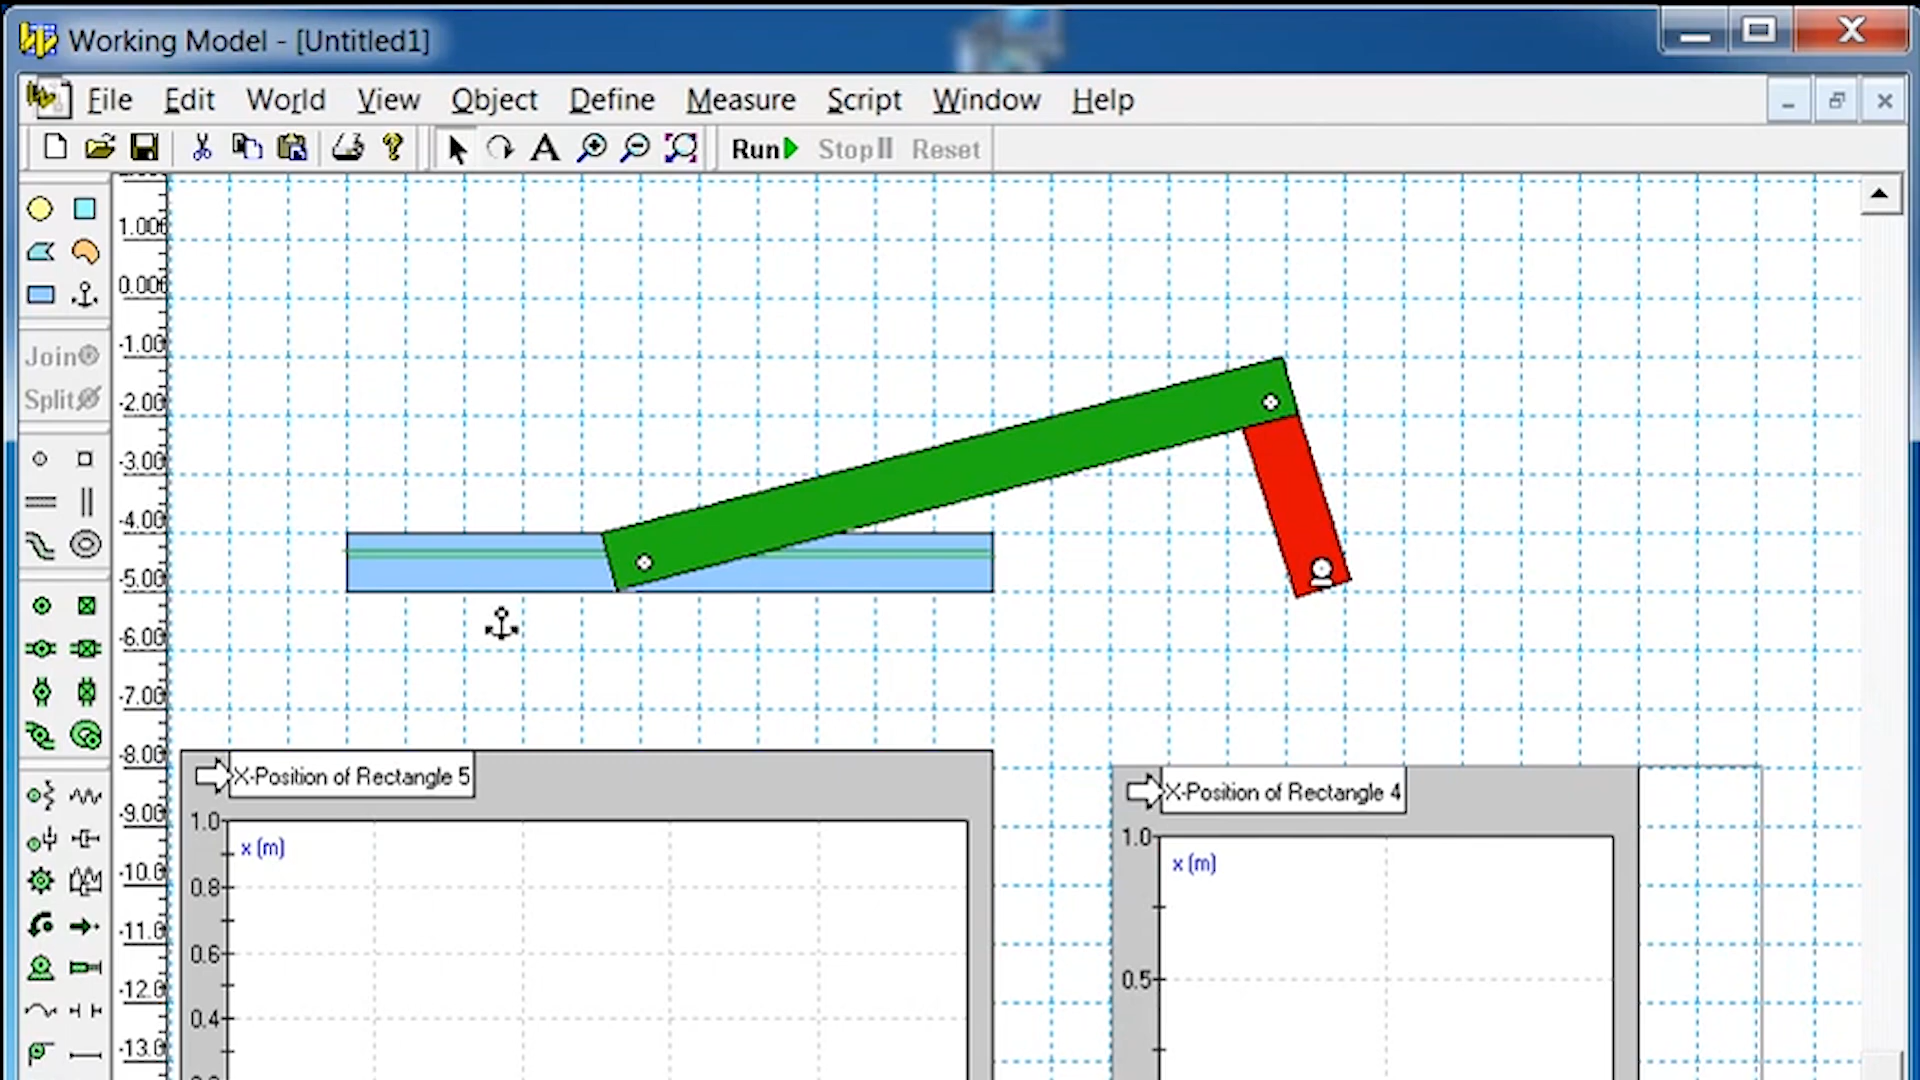 Working Model - [Untitled1]
File Edit World View Object Define Measure Script Window Help
Run Stop Reset
Join
Split
1.000
0.000
-1.00
-2.00
-3.00
-4.00
-5.00
-6.00
-7.00
-8.00
-9.00
-10.0
-11.0
-12.0
-13.0
X-Position of Rectangle 5
1.0
x (m)
0.8
0.6
0.4
X-Position of Rectangle 4
1.0
x (m)
0.5